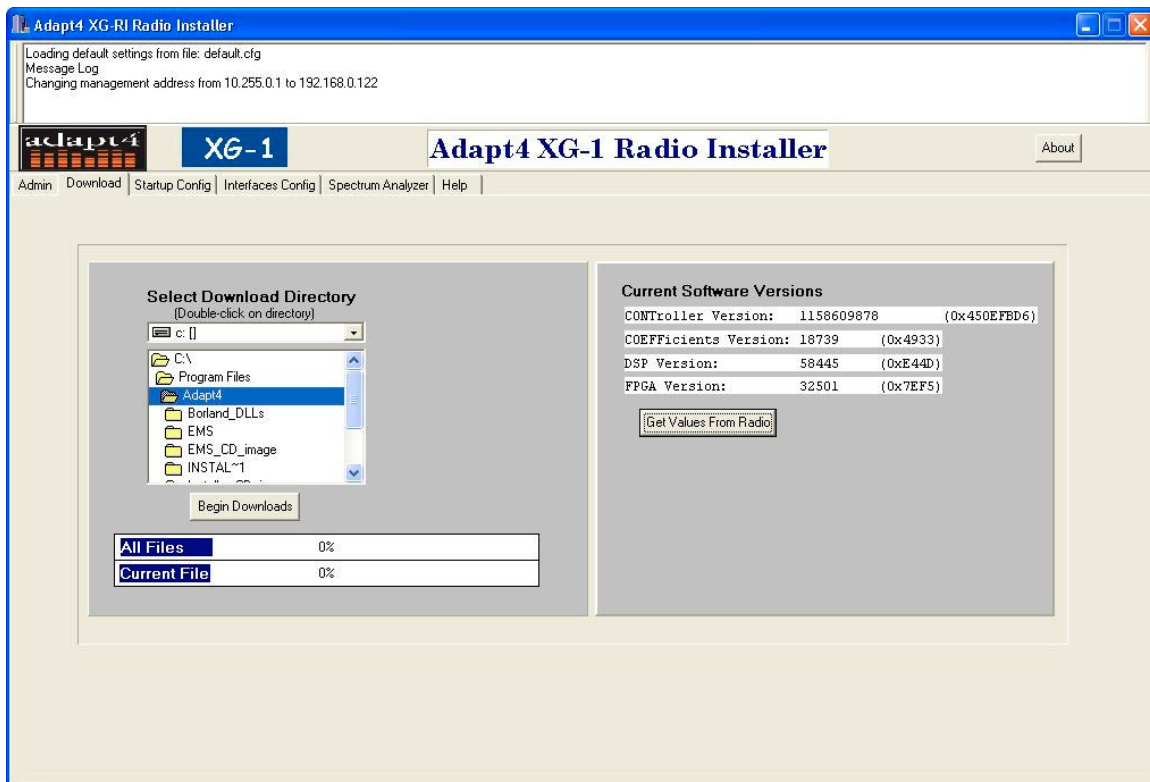 Adapt4 XG-RI Radio Installer
Loading default settings from file: default.cfg
Message Log
Changing management address from 10.255.0.1 to 192.168.0.122
adapt4
XG-1
Adapt4 XG-1 Radio Installer
About
Admin Download Startup Config Interfaces Config Spectrum Analyzer Help
Select Download Directory
(Double-click on directory)
c: []
C:\
Program Files
Adapt4
Borland_DLLs
EMS
EMS_CD_image
INSTAL~1
Begin Downloads
All Files 0%
Current File 0%
Current Software Versions
CONTroller Version: 1158609878 (0x450EFBD6)
COEFFicients Version: 18739 (0x4933)
DSP Version: 58445 (0xE44D)
FPGA Version: 32501 (0x7EF5)
Get Values From Radio